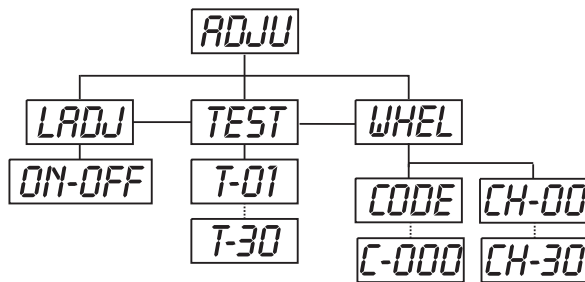 ADJU
LADJ TEST WHEL
ON-OFF T-01 CODE CH-00
T-30 C-000 CH-30